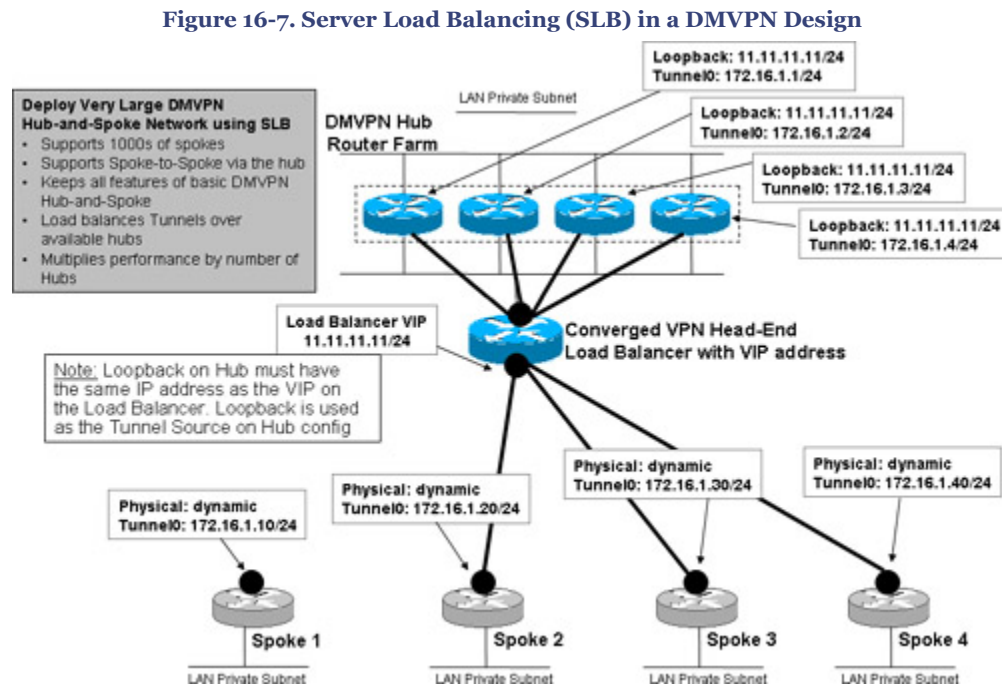 Figure 16-7. Server Load Balancing (SLB) in a DMVPN Design
Deploy Very Large DMVPN
Hub-and-Spoke Network using SLB
• Supports 1000s of spokes
• Supports Spoke-to-Spoke via the hub
• Keeps all features of basic DMVPN
Hub-and-Spoke
• Load balances Tunnels over
available hubs
• Multiplies performance by number of
Hubs
LAN Private Subnet
DMVPN Hub
Router Farm
Loopback: 11.11.11.11/24
Tunnel0: 172.16.1.1/24
Loopback: 11.11.11.11/24
Tunnel0: 172.16.1.2/24
Loopback: 11.11.11.11/24
Tunnel0: 172.16.1.3/24
Loopback: 11.11.11.11/24
Tunnel0: 172.16.1.4/24
Load Balancer VIP
11.11.11.11/24
Converged VPN Head-End
Load Balancer with VIP address
Note: Loopback on Hub must have
the same IP address as the VIP on
the Load Balancer. Loopback is used
as the Tunnel Source on Hub config
Physical: dynamic
Tunnel0: 172.16.1.10/24
Physical: dynamic
Tunnel0: 172.16.1.20/24
Physical: dynamic
Tunnel0: 172.16.1.30/24
Physical: dynamic
Tunnel0: 172.16.1.40/24
Spoke 1
Spoke 2
Spoke 3
Spoke 4
LAN Private Subnet
LAN Private Subnet
LAN Private Subnet
LAN Private Subnet